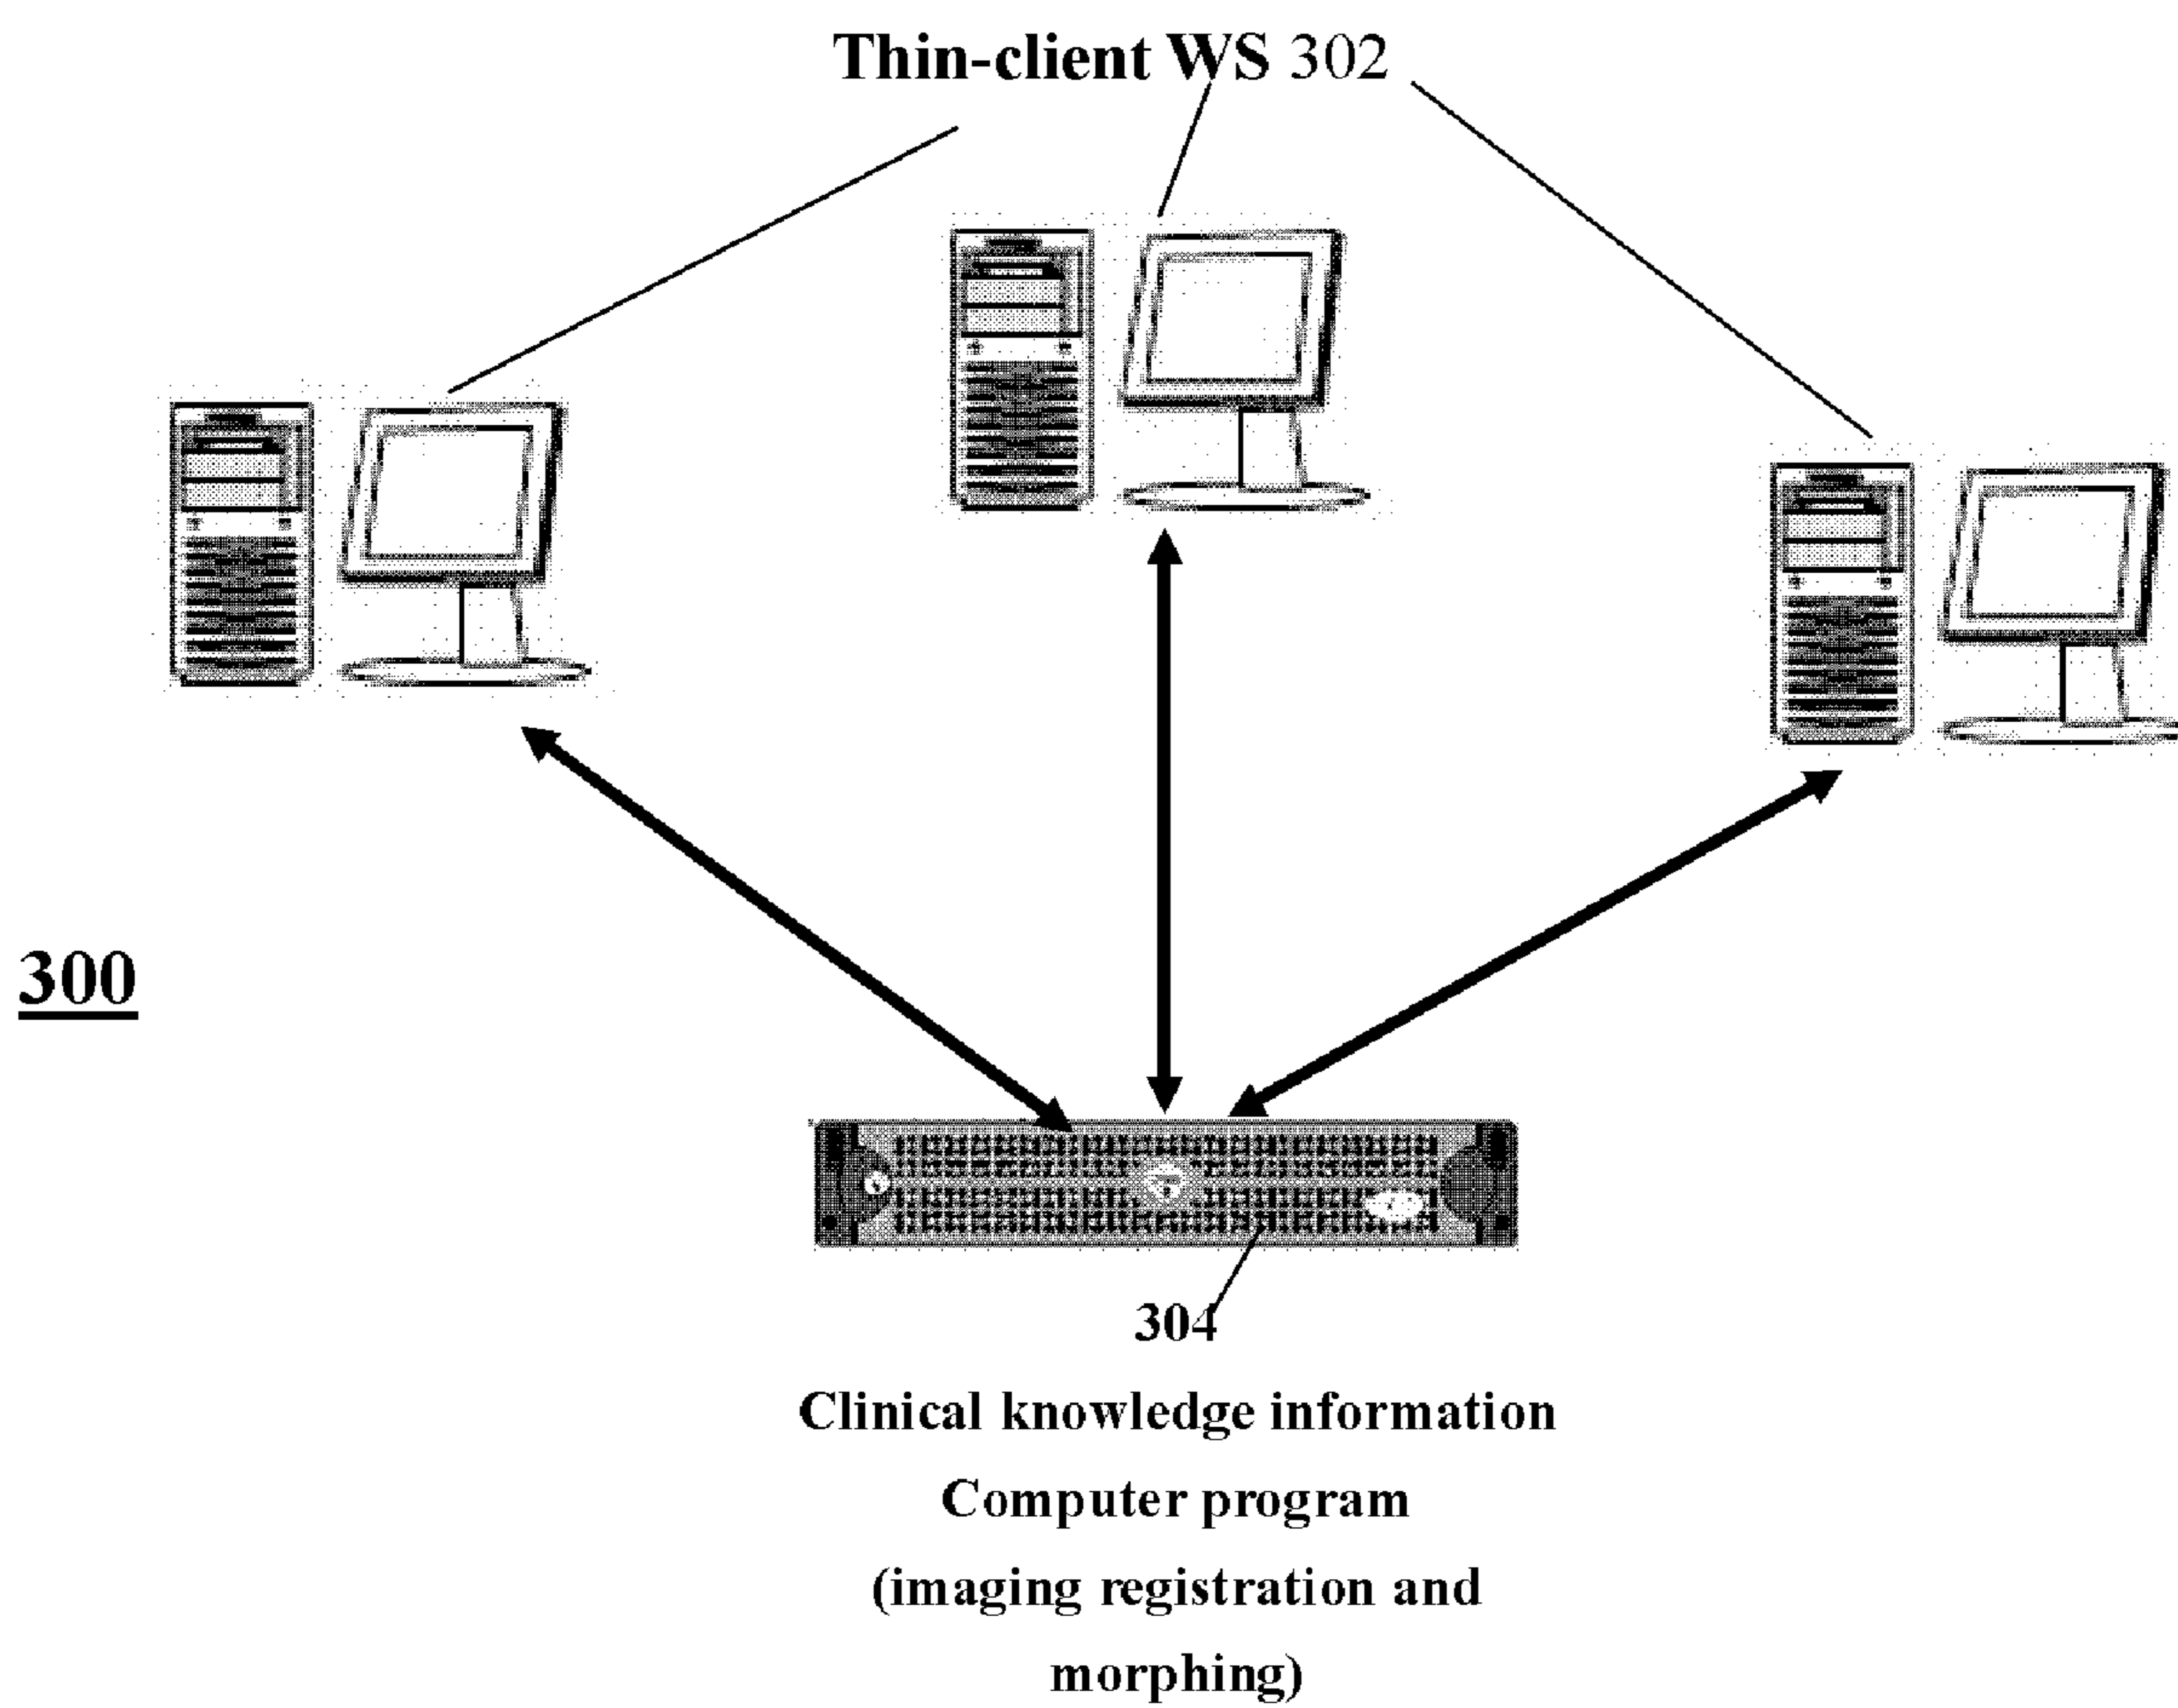 Thin-client WS 302
300
304
Clinical knowledge information
Computer program
(imaging registration and
morphing)